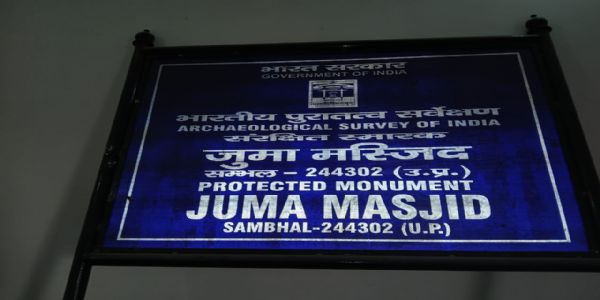 भारत सरकार
GOVERNMENT OF INDIA
भारतीय पुरातत्व सर्वेक्षण
ARCHAEOLOGICAL SURVEY OF INDIA
संरक्षित स्मारक
जुमा मस्जिद
सम्भल - 244302 (उ.प्र.)
PROTECTED MONUMENT
JUMA MASJID
SAMBHAL-244302 (U.P.)